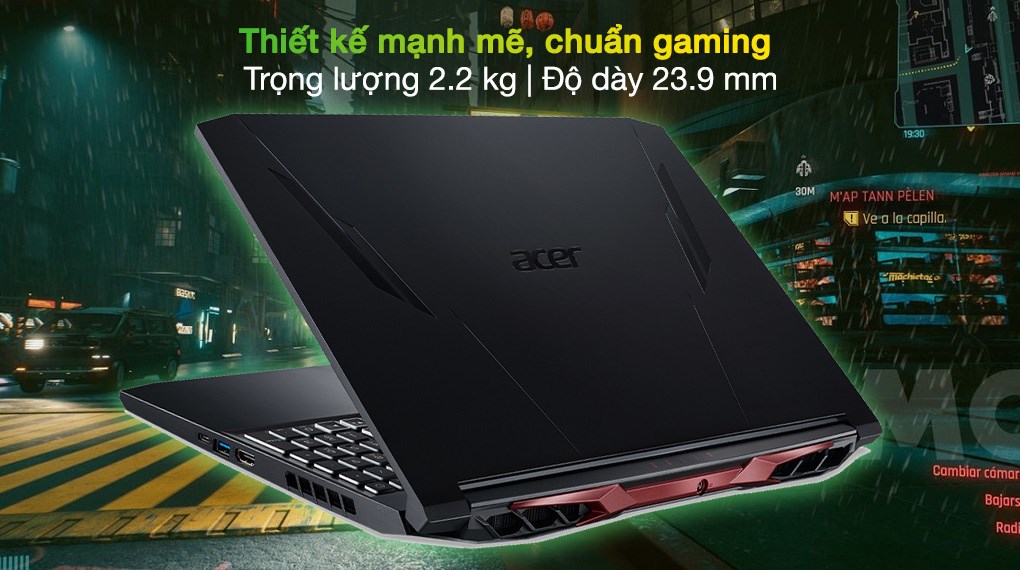 Thiết kế mạnh mẽ, chuẩn gaming
Trọng lượng 2.2 kg | Độ dày 23.9 mm
19:30
30M
M'AP TANN PÈLEN
Ve a la capilla.
acer
BASIX
Cambiar cámar
Bajars
Radi